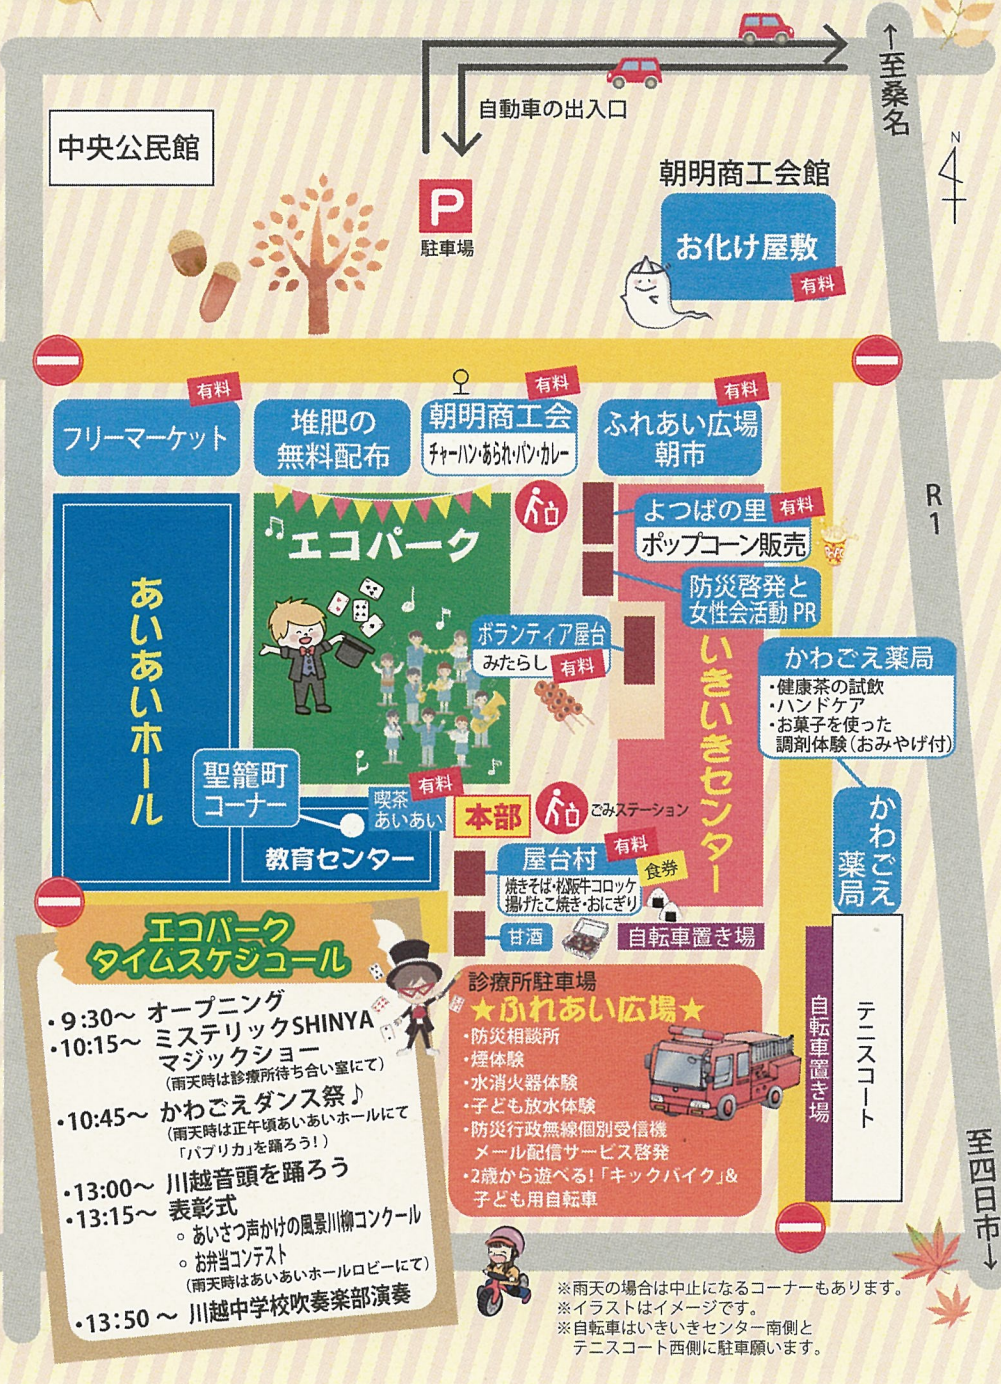 ←至桑名
自動車の出入口
中央公民館
N
P
駐車場
朝明商工会館
お化け屋敷
有料
有料
フリーマーケット
堆肥の
無料配布
有料
朝明商工会
チャーハン・あられ・パン・カレー
有料
ふれあい広場
朝市
R1
エコパーク
よつばの里
有料
ポップコーン販売
防災啓発と
女性会活動PR
あいあいホール
ボランティア屋台
みたらし
有料
いきいきセンター
かわごえ薬局
・健康茶の試飲
・ハンドケア
・お菓子を使った
調剤体験(おみやげ付)
聖籠町
コーナー
有料
喫茶
あいあい
教育センター
本部
ごみステーション
かわごえ
薬局
屋台村
有料
食券
焼きそば・松阪牛コロッケ
揚げたこ焼き・おにぎり
甘酒
自転車置き場
エコパーク
タイムスケジュール
・9:30〜 オープニング
・10:15〜 ミステリックSHINYA
マジックショー
(雨天時は診療所待ち合い室にて)
・10:45〜 かわごえダンス祭♪
(雨天時は正午頃あいあいホールにて
「パプリカ」を踊ろう!)
・13:00〜 川越音頭を踊ろう
・13:15〜 表彰式
○ あいさつ声かけの風景川柳コンクール
○ お弁当コンテスト
(雨天時はあいあいホールロビーにて)
・13:50〜 川越中学校吹奏楽部演奏
診療所駐車場
★ふれあい広場★
・防災相談所
・煙体験
・水消火器体験
・子ども放水体験
・防災行政無線個別受信機
メール配信サービス啓発
・2歳から遊べる!「キックバイク」&
子ども用自転車
自転車置き場
テニスコート
至四日市→
※雨天の場合は中止になるコーナーもあります。
※イラストはイメージです。
※自転車はいきいきセンター南側と
テニスコート西側に駐車願います。